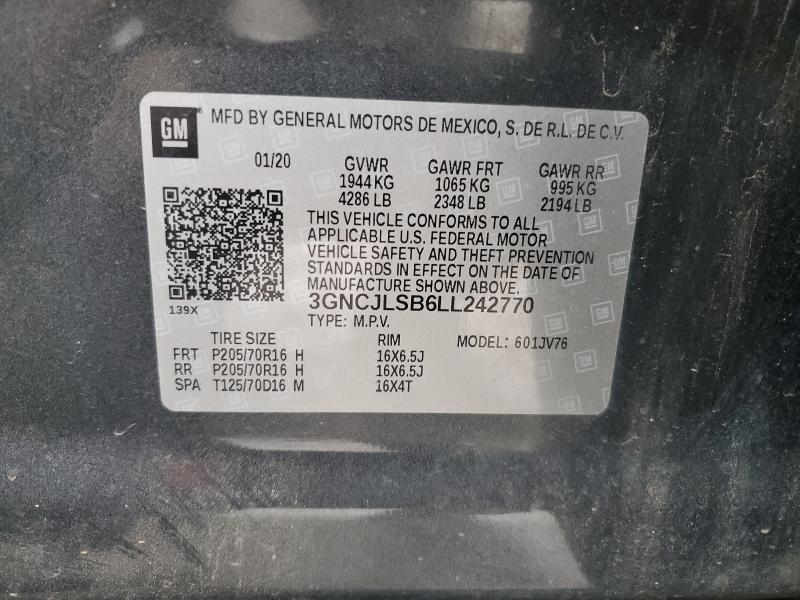 GM MFD BY GENERAL MOTORS DE MEXICO, S. DE R.L. DE C.V.
01/20 GVWR GAWR FRT GAWR RR
1944 KG 1065 KG 995 KG
4286 LB 2348 LB 2194 LB
THIS VEHICLE CONFORMS TO ALL
APPLICABLE U.S. FEDERAL MOTOR
VEHICLE SAFETY AND THEFT PREVENTION
STANDARDS IN EFFECT ON THE DATE OF
MANUFACTURE SHOWN ABOVE.
3GNCJLSB6LL242770
139X
TYPE: M.P.V.
TIRE SIZE RIM MODEL: 601JV76
FRT P205/70R16 H 16X6.5J
RR P205/70R16 H 16X6.5J
SPA T125/70D16 M 16X4T